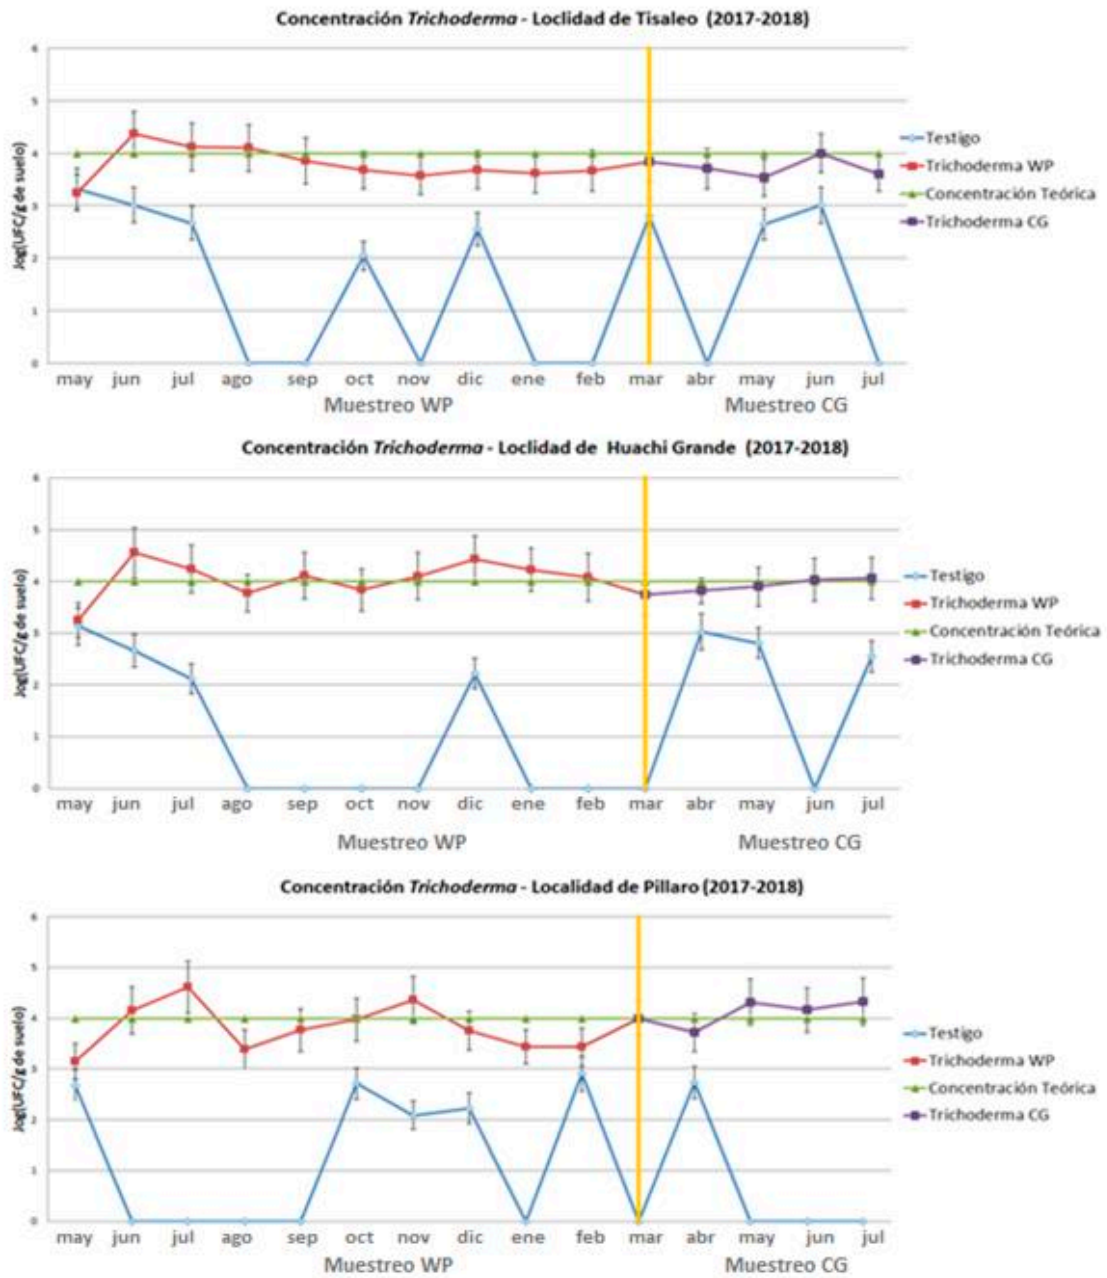 Concentración Trichoderma - Loclidad de Tisaleo (2017-2018)
6
5
4
3
2
1
0
log(UFC/g de suelo)
may jun jul ago sep oct nov dic ene feb mar abr may jun jul
Muestreo WP Muestreo CG
Testigo
Trichoderma WP
Concentración Teórica
Trichoderma CG
Concentración Trichoderma - Loclidad de Huachi Grande (2017-2018)
6
5
4
3
2
1
0
log(UFC/g de suelo)
may jun jul ago sep oct nov dic ene feb mar abr may jun jul
Muestreo WP Muestreo CG
Testigo
Trichoderma WP
Concentración Teórica
Trichoderma CG
Concentración Trichoderma - Localidad de Pillaro (2017-2018)
6
5
4
3
2
1
0
log(UFC/g de suelo)
may jun jul ago sep oct nov dic ene feb mar abr may jun jul
Muestreo WP Muestreo CG
Testigo
Trichoderma WP
Concentración Teórica
Trichoderma CG